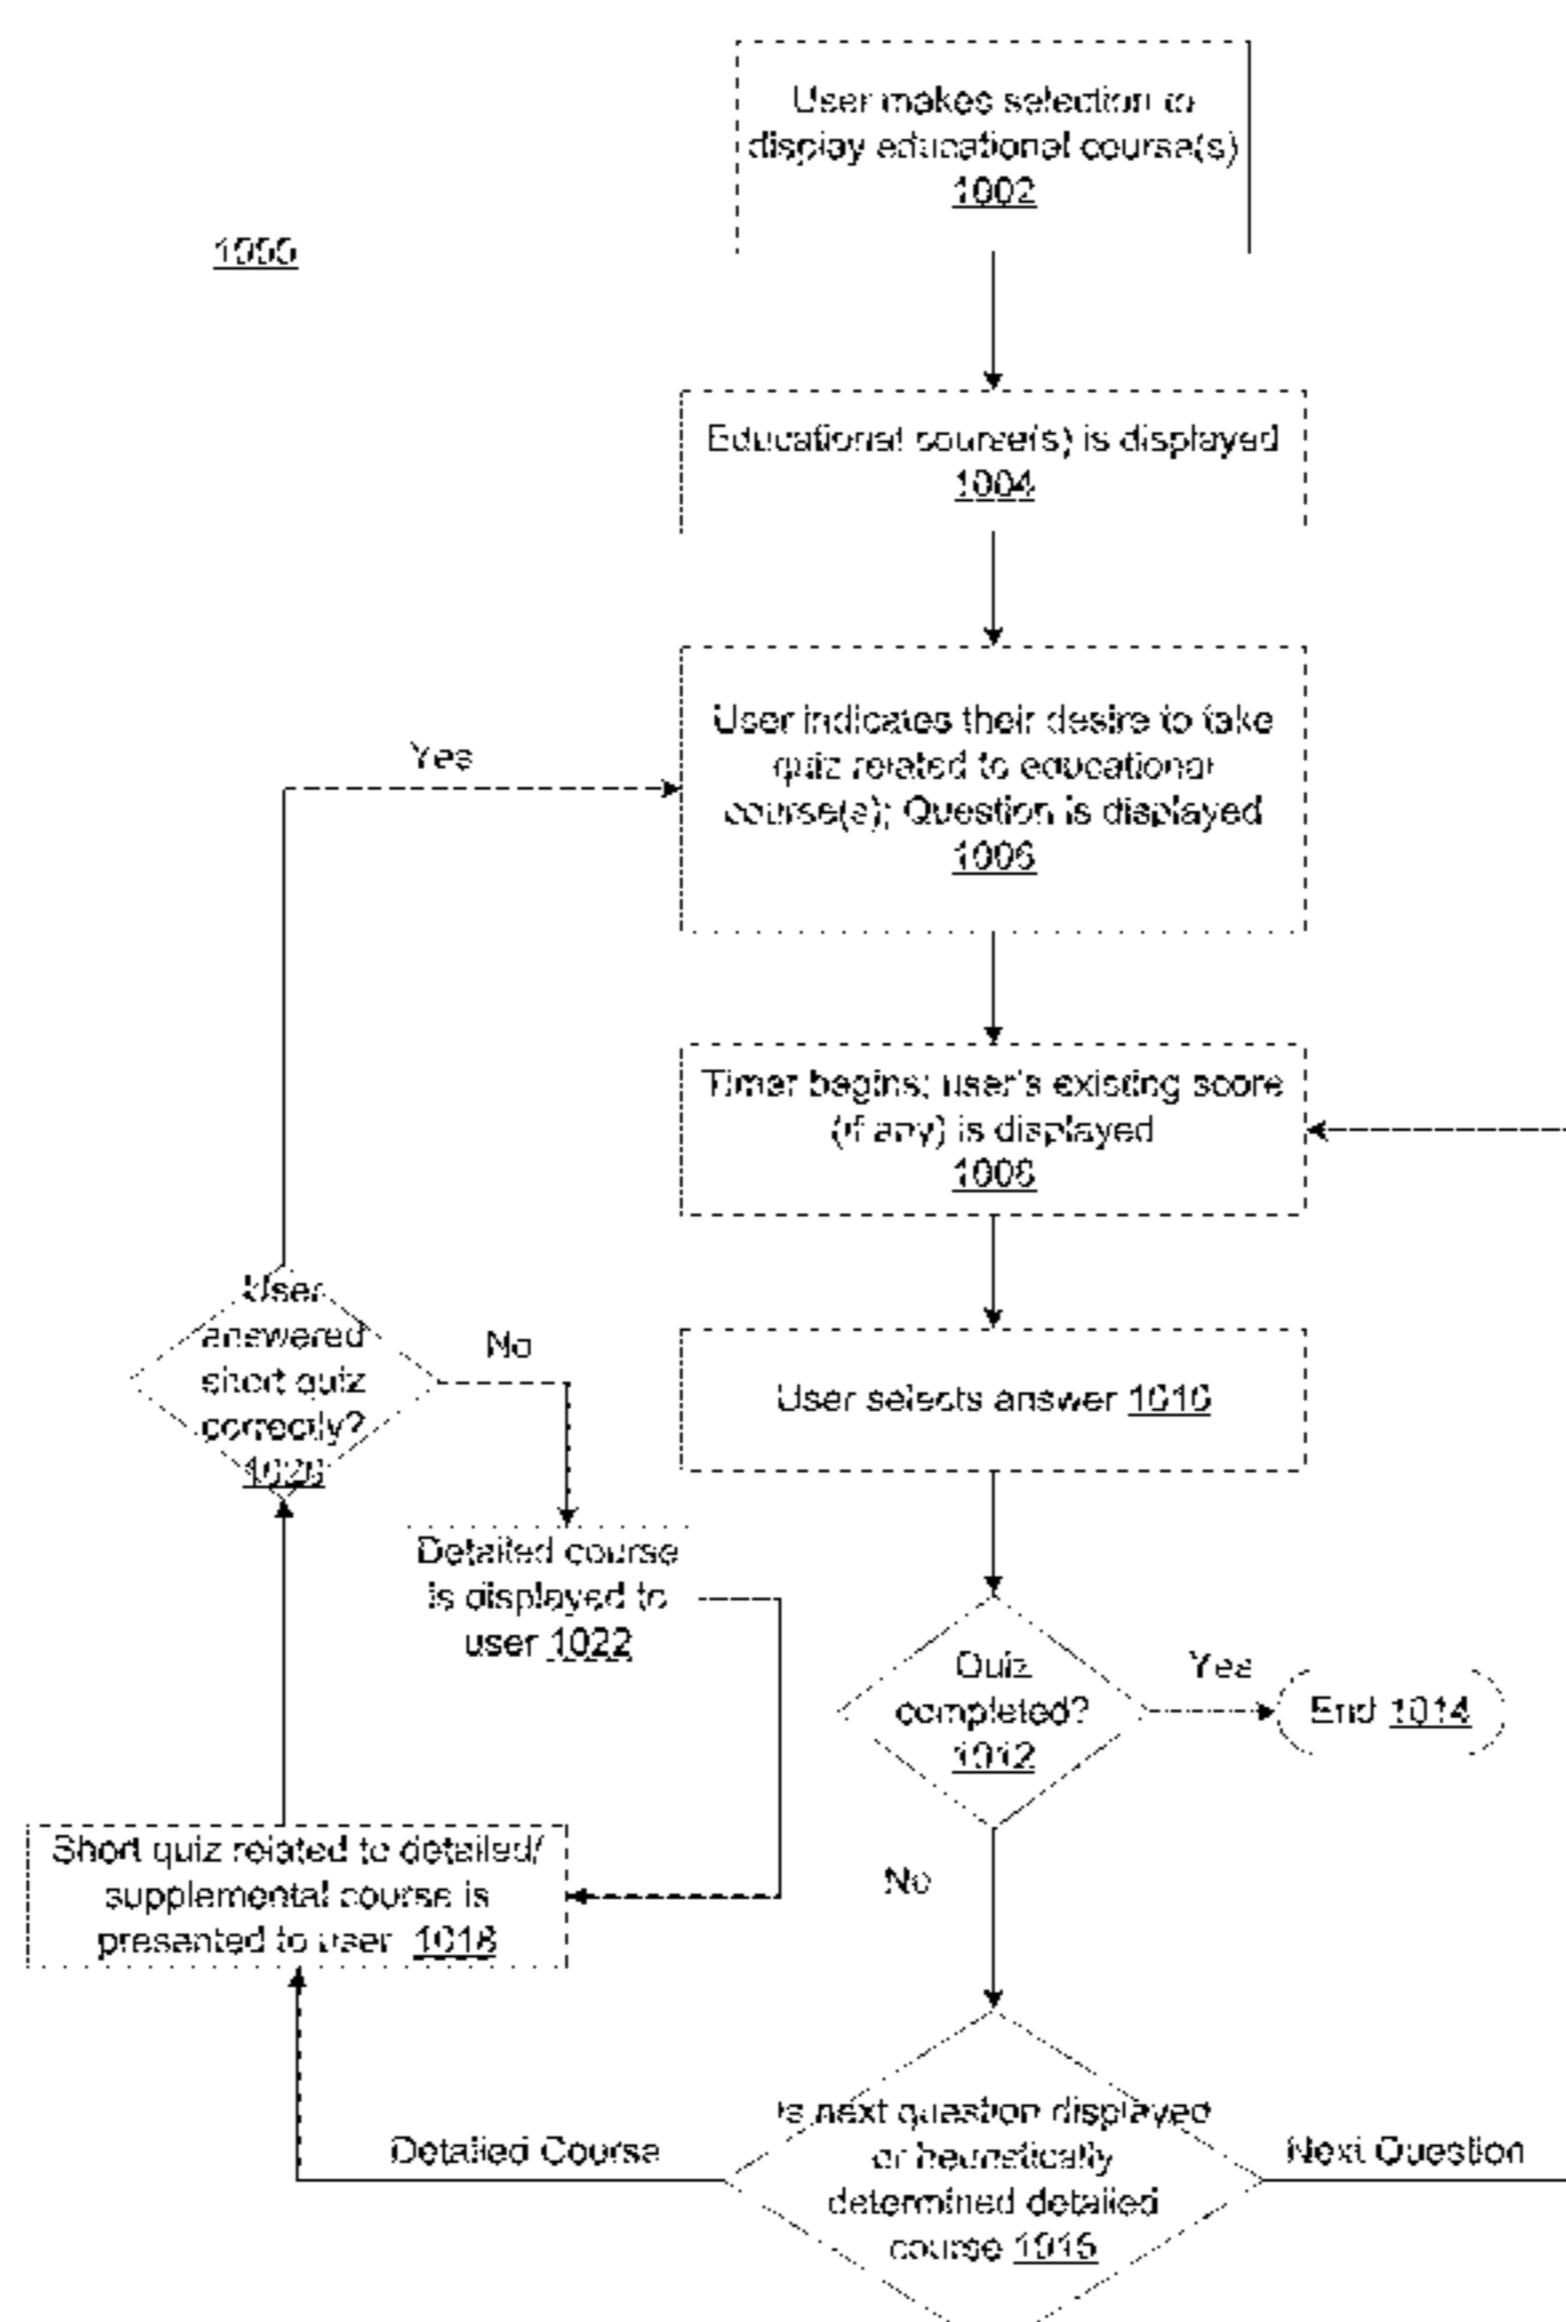 User makes selection to
display educational course(s)
1002
1000
Educational course(s) is displayed
1004
User indicates their desire to take
quiz related to educational
course(s); Question is displayed
1006
Yes
Timer begins; user's existing score
(if any) is displayed
1008
User
answered
short quiz
correctly?
1020
No
User selects answer 1010
Detailed course
is displayed to
user 1022
Quiz
completed?
1012
Yes
End 1014
Short quiz related to detailed/
supplemental course is
presented to user 1018
No
Is next question displayed
or heuristically
determined detailed
course 1016
Detailed Course
Next Question